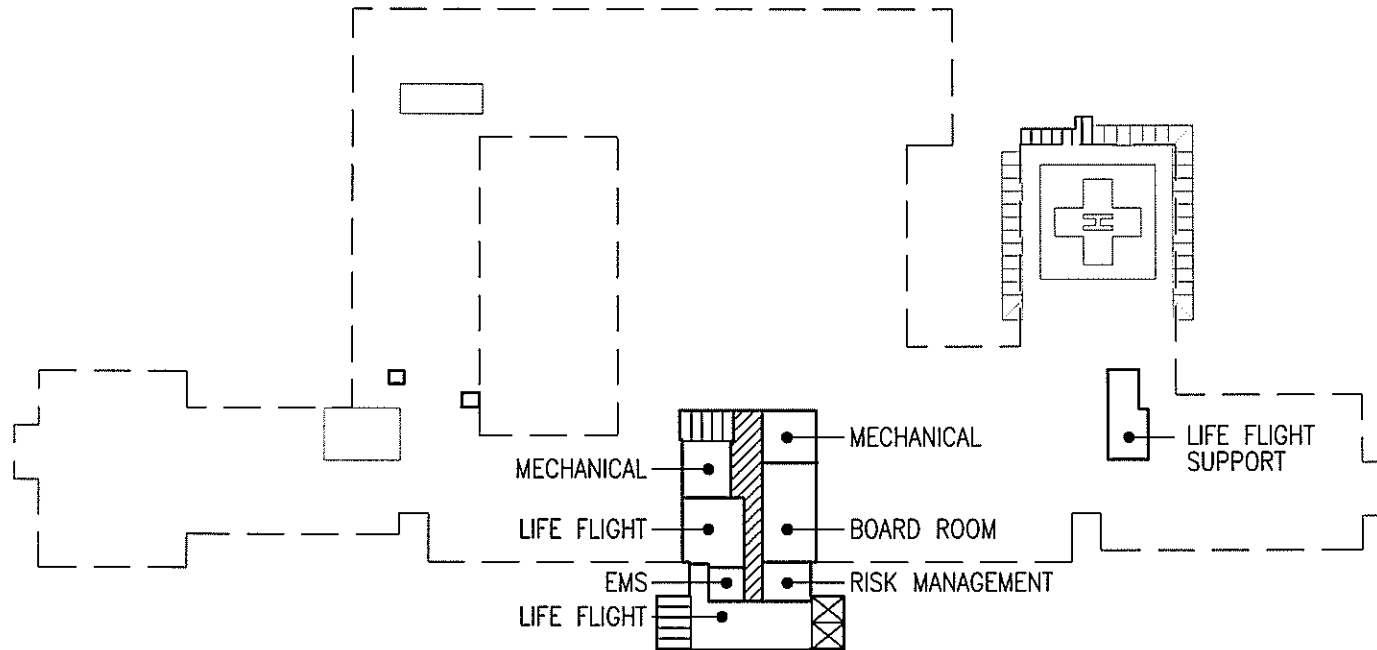 H
MECHANICAL
MECHANICAL
LIFE FLIGHT
SUPPORT
LIFE FLIGHT
BOARD ROOM
EMS
RISK MANAGEMENT
LIFE FLIGHT